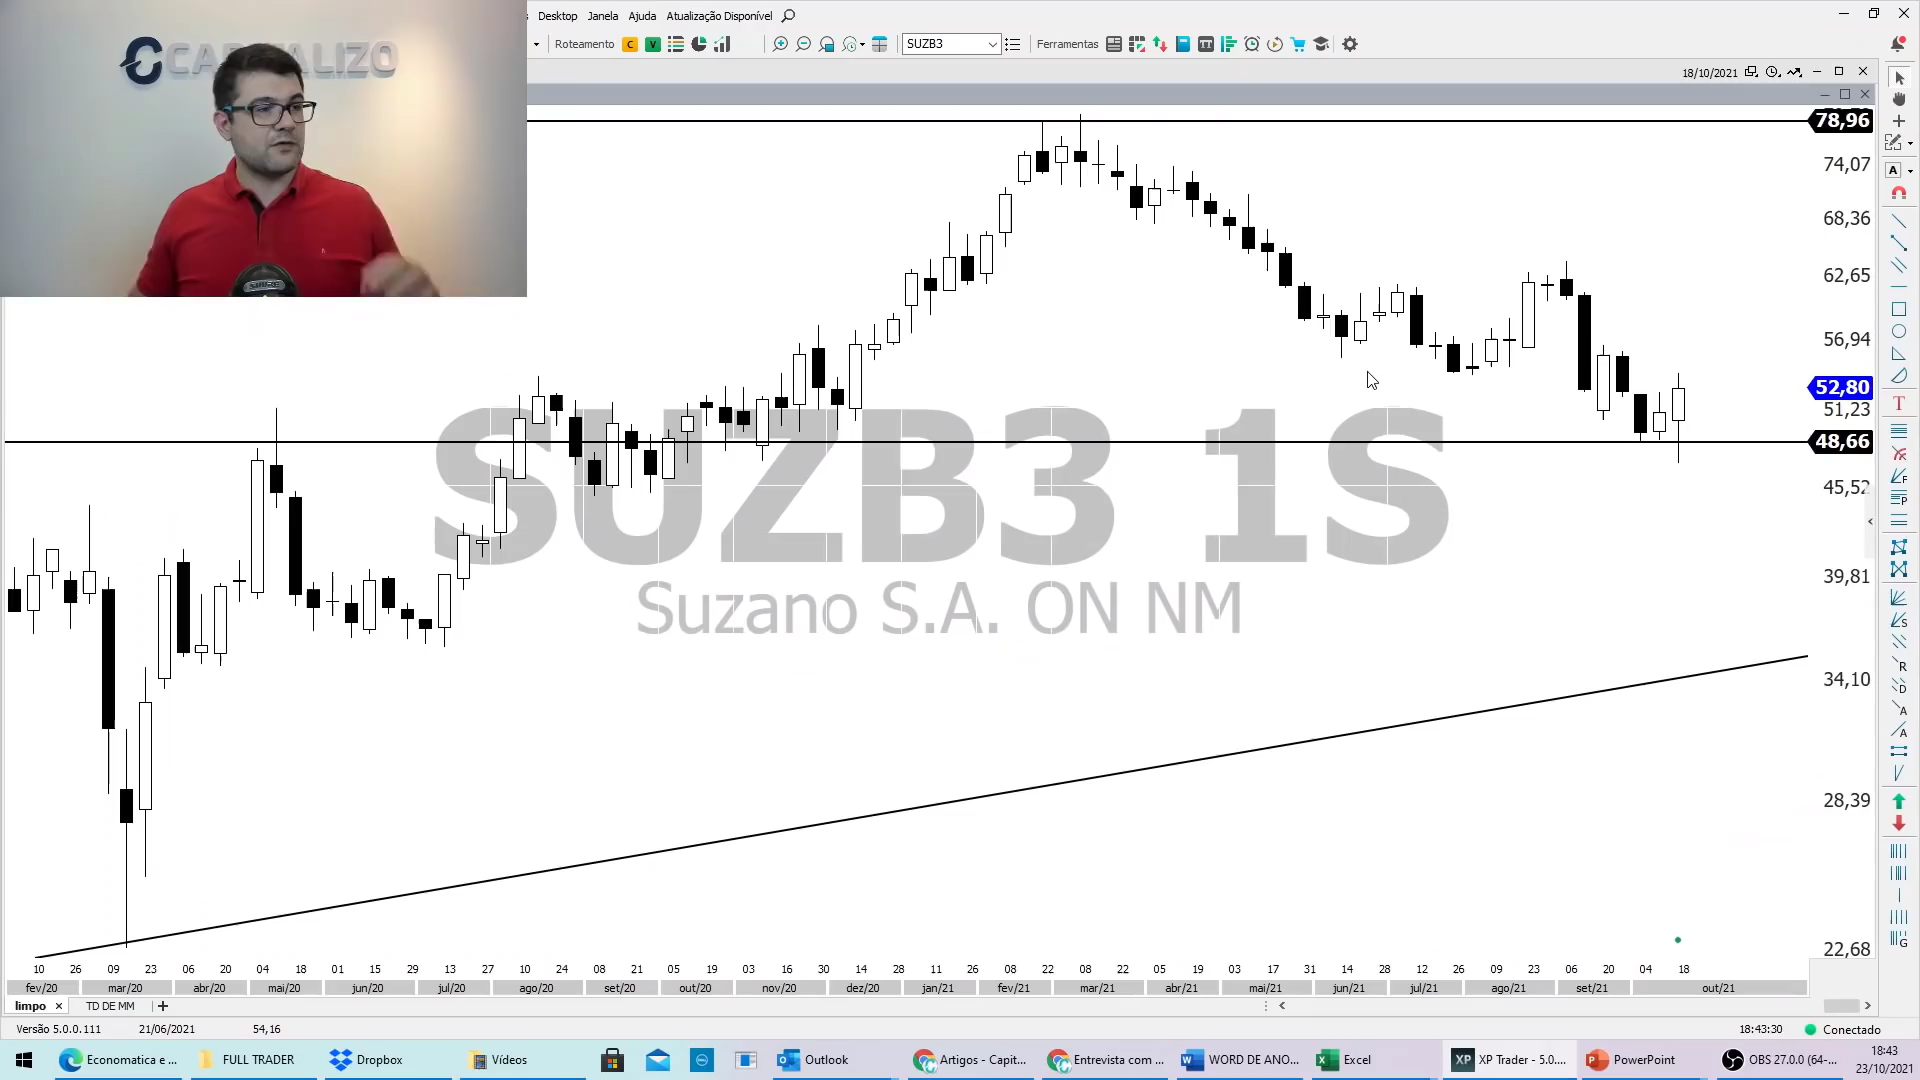 CAPITALIZO
Desktop Janela Ajuda Atualização Disponível
Roteamento C V SUZB3 Ferramentas
18/10/2021
78,96
74,07
68,36
62,65
56,94
52,80
51,23
48,66
45,52
39,81
34,10
28,39
22,68
SUZB3 1S
Suzano S.A. ON NM
SHURE
10 26 09 23 06 20 04 18 01 15 29 13 27 10 24 08 21 05 19 03 16 30 14 28 11 26 08 22 08 22 05 19 03 17 31 14 28 12 26 09 23 06 20 04 18
fev/20 mar/20 abr/20 mai/20 jun/20 jul/20 ago/20 set/20 out/20 nov/20 dez/20 jan/21 fev/21 mar/21 abr/21 mai/21 jun/21 jul/21 ago/21 set/21 out/21
limpo TD DE MM
Versão 5.0.0.111 21/06/2021 54,16 18:43:30 Conectado
Economatica e ... FULL TRADER Dropbox Vídeos Outlook Artigos - Capit... Entrevista com ... WORD DE ANO... Excel XP XP Trader - 5.0.... PowerPoint OBS 27.0.0 (64-... 18:43
23/10/2021